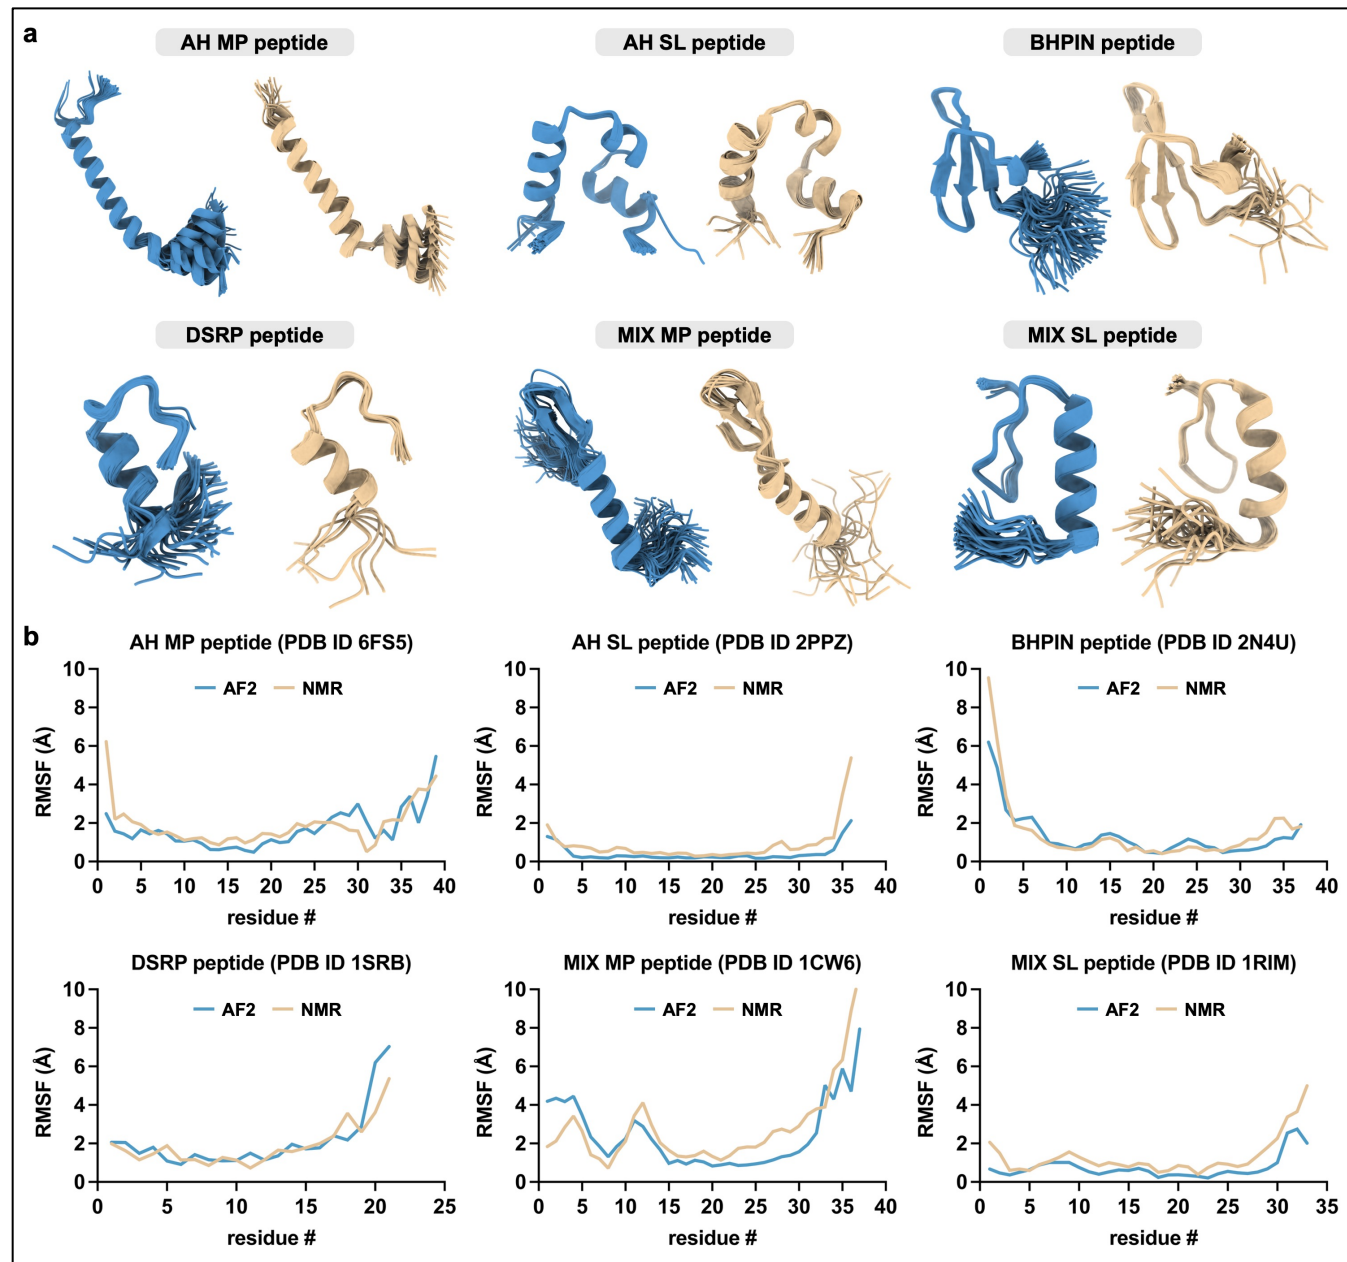 a
AH MP peptide
AH SL peptide
BHPIN peptide
DSRP peptide
MIX MP peptide
MIX SL peptide
b
AH MP peptide (PDB ID 6FS5)
AF2 NMR
RMSF (Å)
10
8
6
4
2
0
0 5 10 15 20 25 30 35 40
residue #
AH SL peptide (PDB ID 2PPZ)
AF2 NMR
RMSF (Å)
10
8
6
4
2
0
0 5 10 15 20 25 30 35 40
residue #
BHPIN peptide (PDB ID 2N4U)
AF2 NMR
RMSF (Å)
10
8
6
4
2
0
0 5 10 15 20 25 30 35 40
residue #
DSRP peptide (PDB ID 1SRB)
AF2 NMR
RMSF (Å)
10
8
6
4
2
0
0 5 10 15 20 25
residue #
MIX MP peptide (PDB ID 1CW6)
AF2 NMR
RMSF (Å)
10
8
6
4
2
0
0 5 10 15 20 25 30 35 40
residue #
MIX SL peptide (PDB ID 1RIM)
AF2 NMR
RMSF (Å)
10
8
6
4
2
0
0 5 10 15 20 25 30 35
residue #